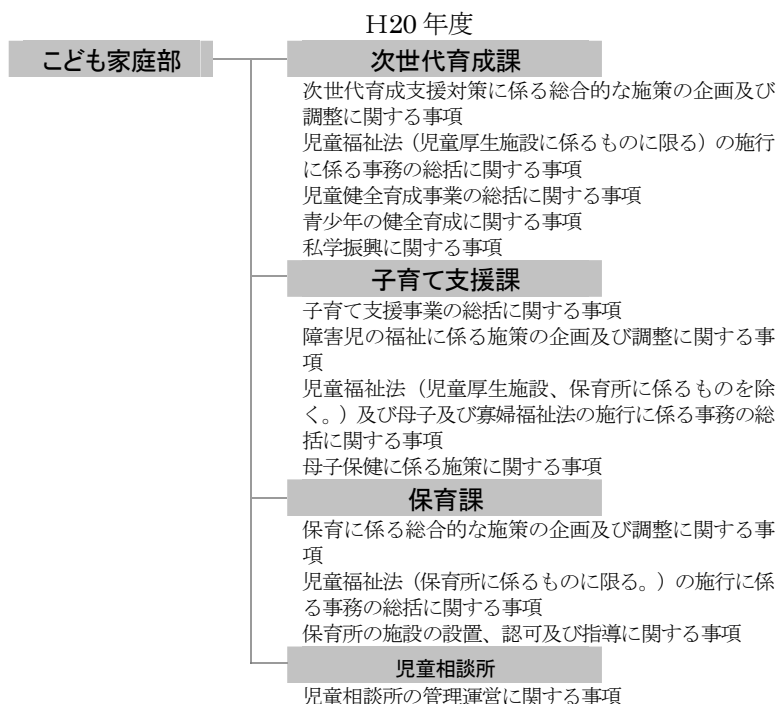 H20 年度
こども家庭部
次世代育成課
次世代育成支援対策に係る総合的な施策の企画及び
調整に関する事項
児童福祉法（児童厚生施設に係るものに限る）の施行
に係る事務の総括に関する事項
児童健全育成事業の総括に関する事項
青少年の健全育成に関する事項
私学振興に関する事項
子育て支援課
子育て支援事業の総括に関する事項
障害児の福祉に係る施策の企画及び調整に関する事
項
児童福祉法（児童厚生施設、保育所に係るものを除
く。）及び母子及び寡婦福祉法の施行に係る事務の総
括に関する事項
母子保健に係る施策に関する事項
保育課
保育に係る総合的な施策の企画及び調整に関する事
項
児童福祉法（保育所に係るものに限る。）の施行に係
る事務の総括に関する事項
保育所の施設の設置、認可及び指導に関する事項
児童相談所
児童相談所の管理運営に関する事項